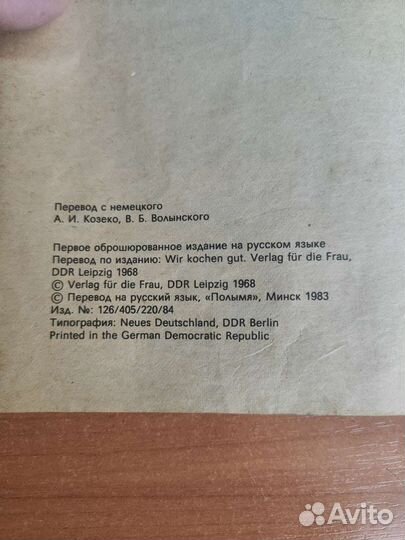 Перевод с немецкого
А. И. Козеко, В. Б. Волынского
Первое оброшюрованное издание на русском языке
Перевод по изданию: Wir kochen gut. Verlag für die Frau,
DDR Leipzig 1968
© Verlag für die Frau, DDR Leipzig 1968
© Перевод на русский язык, «Полымя», Минск 1983
Изд. №: 126/405/220/84
Типография: Neues Deutschland, DDR Berlin
Printed in the German Democratic Republic
Avito